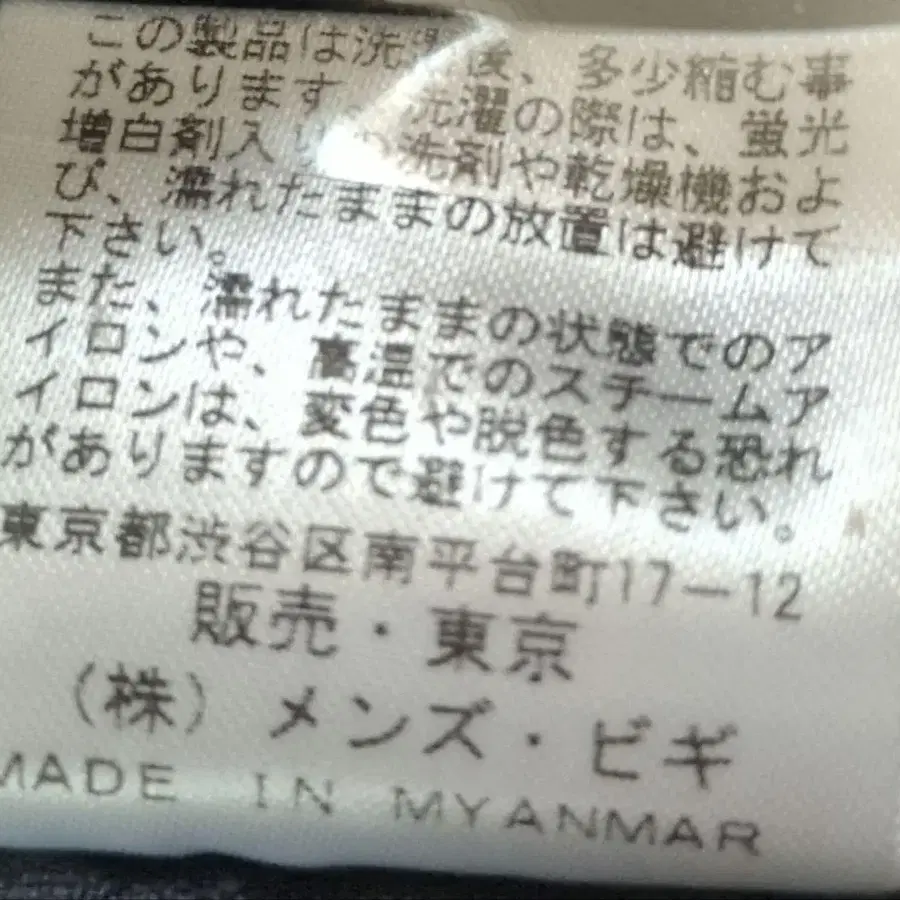 この製品は洗濯後、多少縮む事
があります。洗濯の際は、蛍光
増白剤入りの洗剤や乾燥機およ
び、濡れたままの放置は避けて
下さい。
また、濡れたままの状態でのア
イロンや、高温でのスチームア
イロンは、変色や脱色する恐れ
がありますので避けて下さい。
東京都渋谷区南平台町17-12
販売・東京
(株)メンズ・ビギ
MADE IN MYANMAR